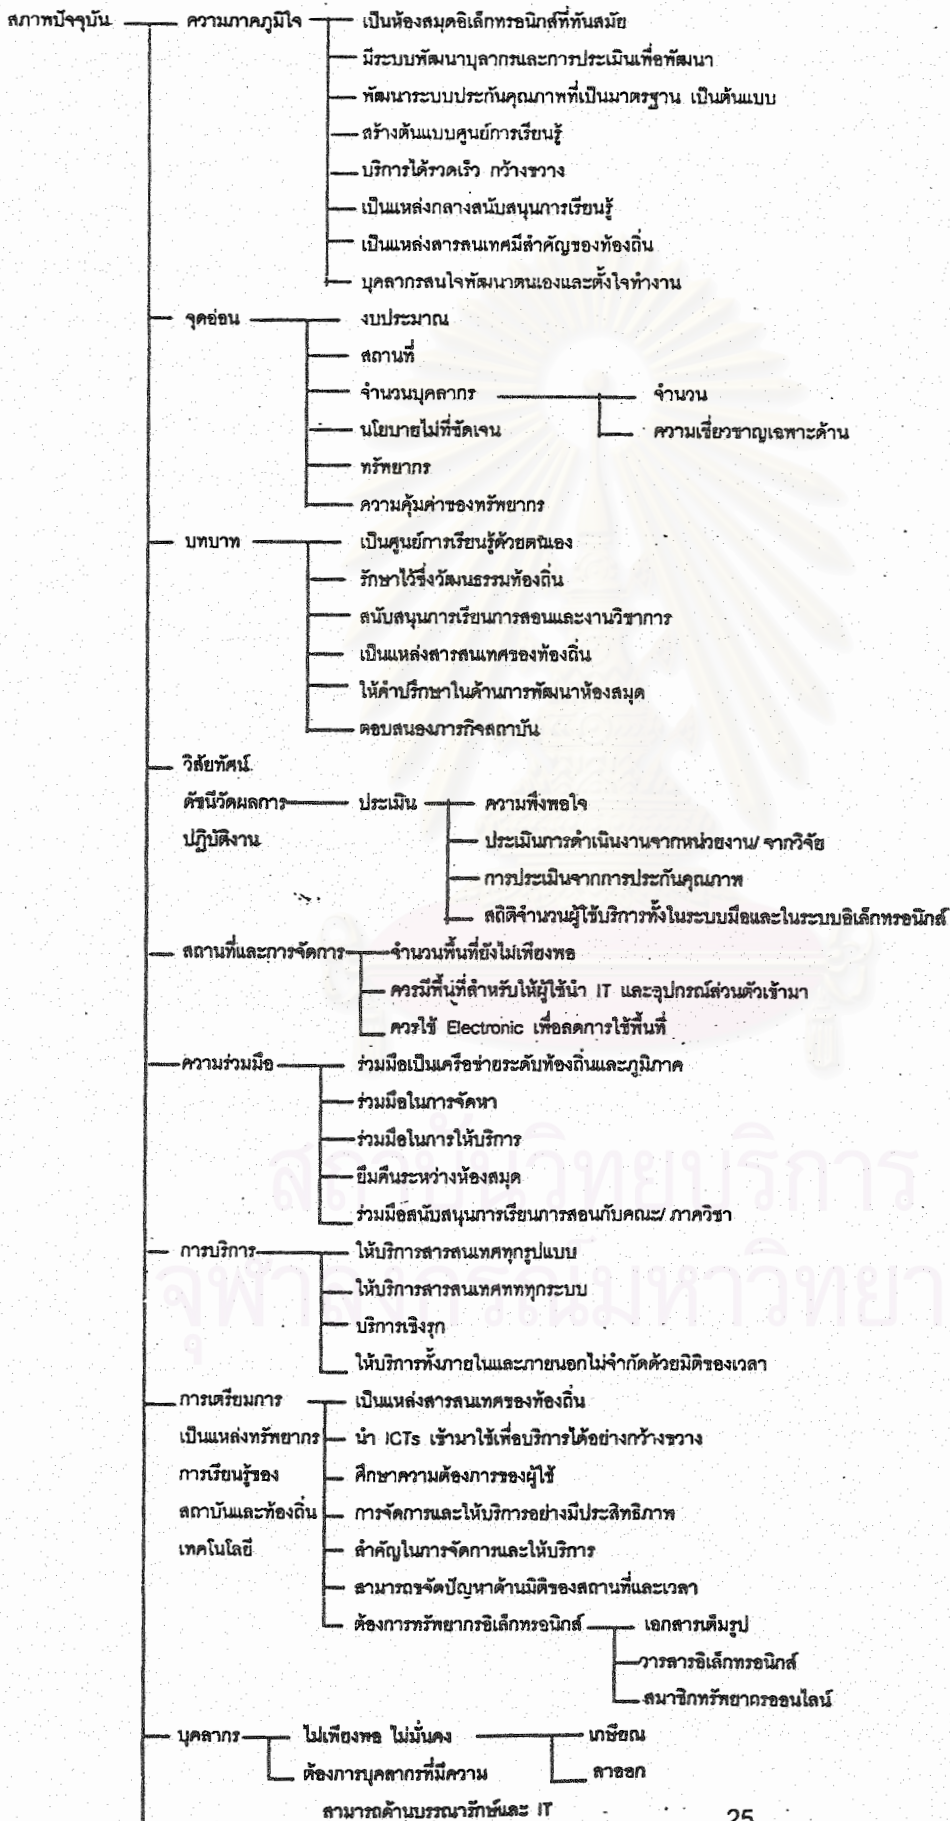 สภาพปัจจุบัน ความภาคภูมิใจ เป็นห้องสมุดอิเล็กทรอนิกส์ที่ทันสมัย
มีระบบพัฒนาบุลากรและการประเมินเพื่อพัฒนา
พัฒนาระบบประกันคุณภาพที่เป็นมาตรฐาน เป็นต้นแบบ
สร้างต้นแบบศูนย์การเรียนรู้
บริการได้รวดเร็ว กว้างขวาง
เป็นแหล่งกลางสนับสนุนการเรียนรู้
เป็นแหล่งสารสนเทศมีสำคัญของท้องถิ่น
บุคลากรสนใจพัฒนาตนเองและตั้งใจทำงาน
จุดอ่อน งบประมาณ
สถานที่
จำนวนบุคลากร จำนวน
นโยบายไม่ที่ชัดเจน ความเชี่ยวชาญเฉพาะด้าน
ทรัพยากร
ความคุ้มค่าของทรัพยากร
บทบาท เป็นศูนย์การเรียนรู้ด้วยตนเอง
รักษาไว้ซึ่งวัฒนธรรมท้องถิ่น
สนับสนุนการเรียนการสอนและงานวิชาการ
เป็นแหล่งสารสนเทศของท้องถิ่น
ให้คำปรึกษาในด้านการพัฒนาห้องสมุด
ตอบสนองภารกิจสถาบัน
วิสัยทัศน์
ดัชนีวัดผลการ ประเมิน ความพึงพอใจ
ปฏิบัติงาน ประเมินการดำเนินงานจากหน่วยงาน/ จากวิจัย
การประเมินจากการประกันคุณภาพ
สถิติจำนวนผู้ใช้บริการทั้งในระบบมือและในระบบอิเล็กทรอนิกส์
สถานที่และการจัดการ จำนวนพื้นที่ยังไม่เพียงพอ
ควรมีพื้นที่สำหรับให้ผู้ใช้นำ IT และอุปกรณ์ส่วนตัวเข้ามา
ควรใช้ Electronic เพื่อลดการใช้พื้นที่
ความร่วมมือ ร่วมมือเป็นเครือข่ายระดับท้องถิ่นและภูมิภาค
ร่วมมือในการจัดหา
ร่วมมือในการให้บริการ
ยืมคืนระหว่างห้องสมุด
ร่วมมือสนับสนุนการเรียนการสอนกับคณะ/ ภาควิชา
สถาบันวิทยบริการ
การบริการ ให้บริการสารสนเทศทุกรูปแบบ
ให้บริการสารสนเทศททุกระบบ
บริการเชิงรุก
ให้บริการทั้งภายในและภายนอกไม่จำกัดด้วยมิติของเวลา
จุฬาลงกรณ์มหาวิทยา
การเตรียมการ เป็นแหล่งสารสนเทศของท้องถิ่น
เป็นแหล่งทรัพยากร นำ ICTs เข้ามาใช้เพื่อบริการได้อย่างกว้างขวาง
การเรียนรู้ของ ศึกษาความต้องการของผู้ใช้
สถาบันและท้องถิ่น การจัดการและให้บริการอย่างมีประสิทธิภาพ
เทคโนโลยี สำคัญในการจัดการและให้บริการ
สามารถขจัดปัญหาด้านมิติของสถานที่และเวลา
ต้องการทรัพยากรอิเล็กทรอนิกส์ เอกสารเต็มรูป
วารสารอิเล็กทรอนิกส์
สมาชิกทรัพยาครออนไลน์
บุคลากร ไม่เพียงพอ ไม่มั่นคง เกษียณ
ต้องการบุคลากรที่มีความ ลาออก
สามารถด้านบรรณารักษ์และ IT
25